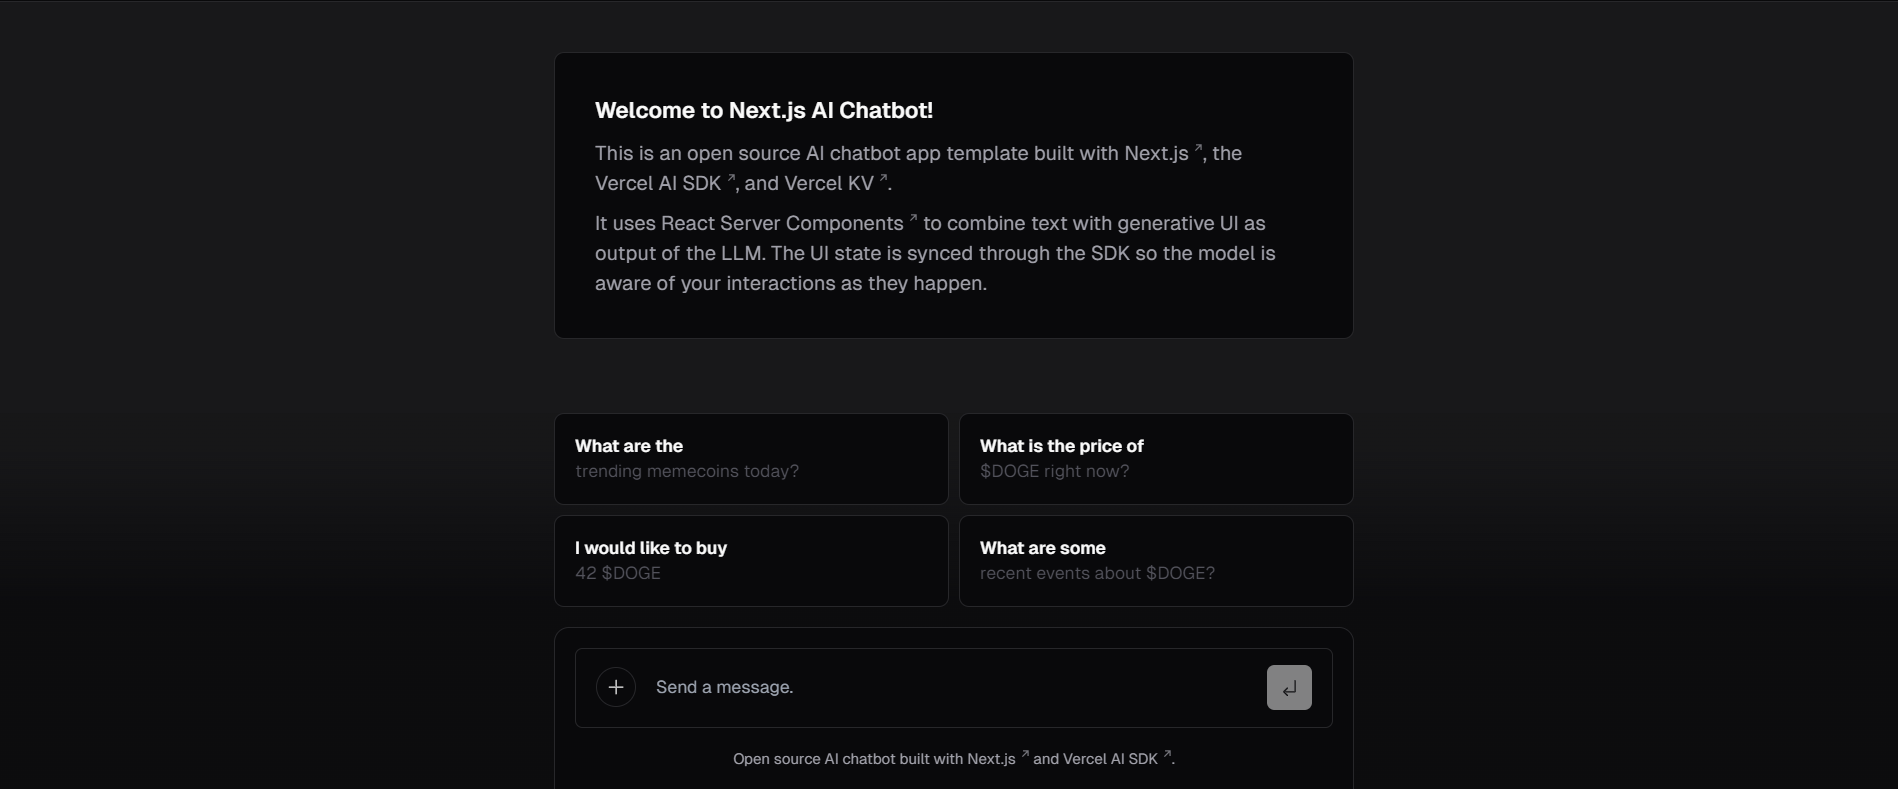 Welcome to Next.js AI Chatbot!
This is an open source AI chatbot app template built with Next.js ↗, the
Vercel AI SDK ↗, and Vercel KV ↗.
It uses React Server Components ↗ to combine text with generative UI as
output of the LLM. The UI state is synced through the SDK so the model is
aware of your interactions as they happen.
What are the
trending memecoins today?
What is the price of
$DOGE right now?
I would like to buy
42 $DOGE
What are some
recent events about $DOGE?
Send a message.
Open source AI chatbot built with Next.js ↗ and Vercel AI SDK ↗.